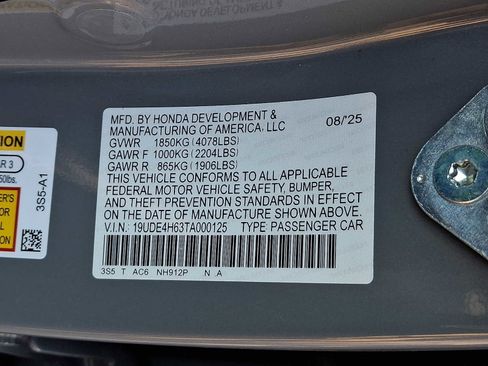 MFD. BY HONDA DEVELOPMENT & 08/25
MANUFACTURING OF AMERICA, LLC
GVWR 1850KG (4078LBS)
GAWR F 1000KG (2204LBS)
GAWR R 865KG (1906LBS)
THIS VEHICLE CONFORMS TO ALL APPLICABLE
FEDERAL MOTOR VEHICLE SAFETY, BUMPER,
AND THEFT PREVENTION STANDARDS IN EFFECT
ON THE DATE OF MANUFACTURE SHOWN ABOVE.
V.I.N.: 19UDE4H63TA000125 TYPE: PASSENGER CAR
3S5 T AC6 NH912P N A
R 3
50lbs.
3S5-A1